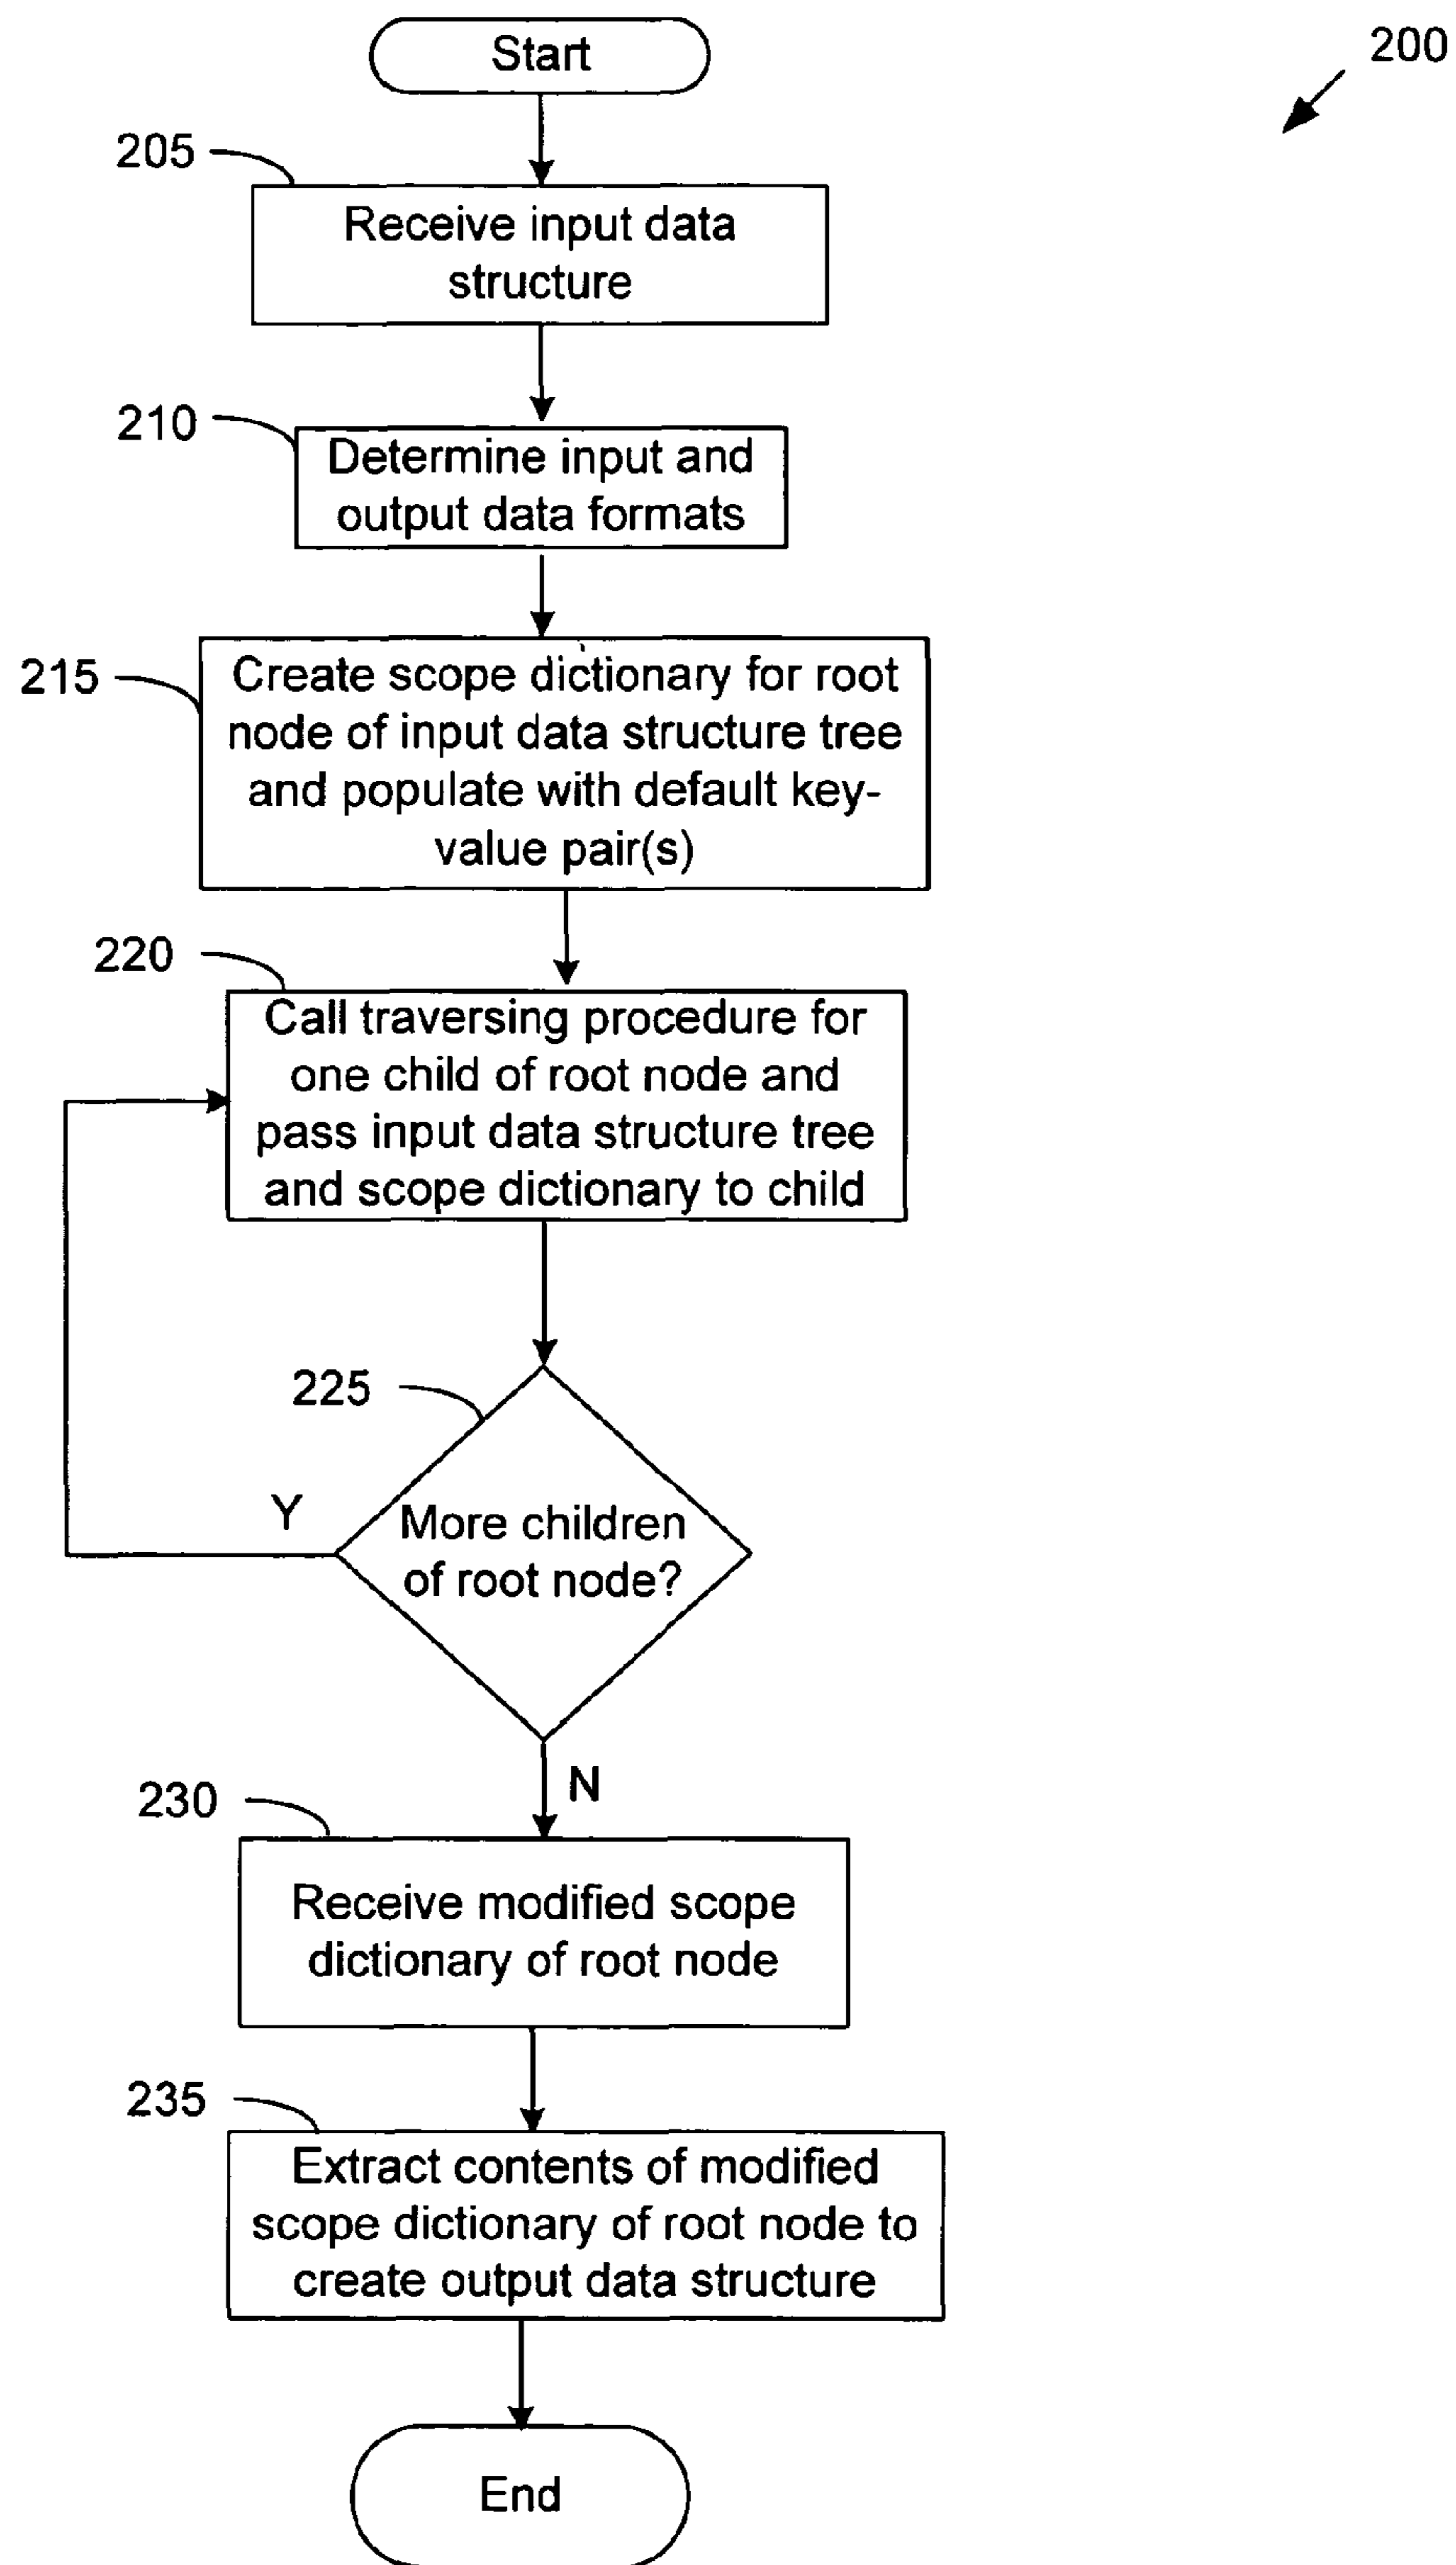 Start
200
205
Receive input data
structure
210
Determine input and
output data formats
215
Create scope dictionary for root
node of input data structure tree
and populate with default key-
value pair(s)
220
Call traversing procedure for
one child of root node and
pass input data structure tree
and scope dictionary to child
225
More children
of root node?
Y
N
230
Receive modified scope
dictionary of root node
235
Extract contents of modified
scope dictionary of root node to
create output data structure
End